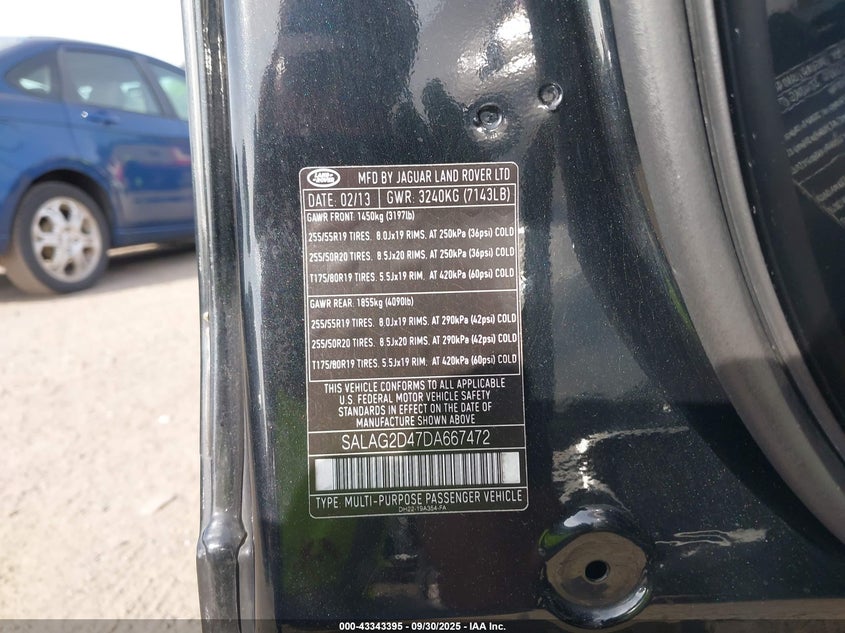 LAND ROVER
MFD BY JAGUAR LAND ROVER LTD
DATE: 02/13 GWR: 3240KG (7143LB)
GAWR FRONT. 1450kg (3197lb)
255/55R19 TIRES. 8.0Jx19 RIMS. AT 250kPa (36psi) COLD
255/50R20 TIRES. 8.5Jx20 RIMS. AT 250kPa (36psi) COLD
T175/80R19 TIRES. 5.5Jx19 RIM. AT 420kPa (60psi) COLD
GAWR REAR. 1855kg (4090lb)
255/55R19 TIRES. 8.0Jx19 RIMS. AT 290kPa (42psi) COLD
255/50R20 TIRES. 8.5Jx20 RIMS. AT 290kPa (42psi) COLD
T175/80R19 TIRES. 5.5Jx19 RIM. AT 420kPa (60psi) COLD
THIS VEHICLE CONFORMS TO ALL APPLICABLE
U.S. FEDERAL MOTOR VEHICLE SAFETY
STANDARDS IN EFFECT ON THE DATE OF
MANUFACTURE FROM SHOWN ABOVE
SALAG2D47DA667472
TYPE. MULTI-PURPOSE PASSENGER VEHICLE
DH22-19A354-FA
000-43343395 - 09/30/2025 - IAA Inc.